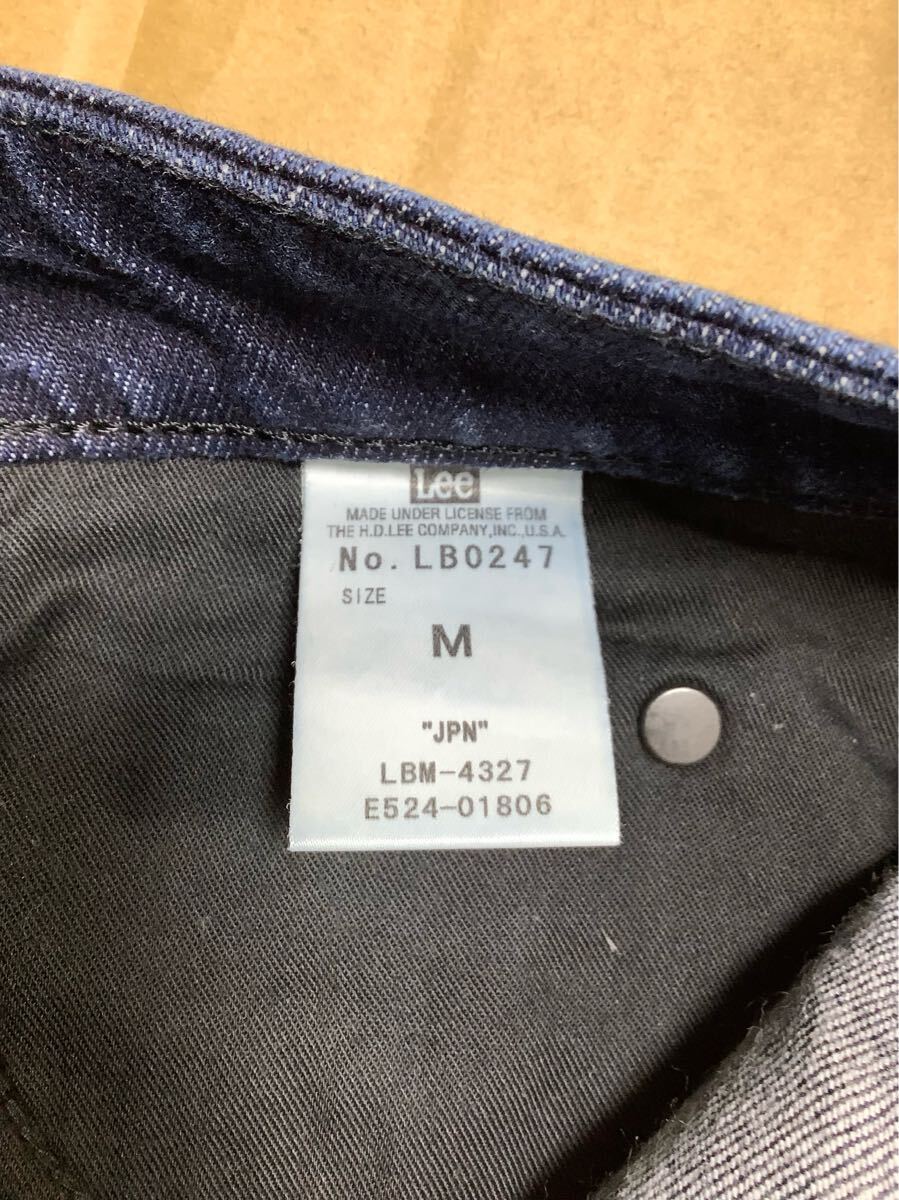 Lee
MADE UNDER LICENSE FROM
THE H.D.LEE COMPANY,INC.,U.S.A.
No. LB0247
SIZE
M
"JPN"
LBM-4327
E524-01806